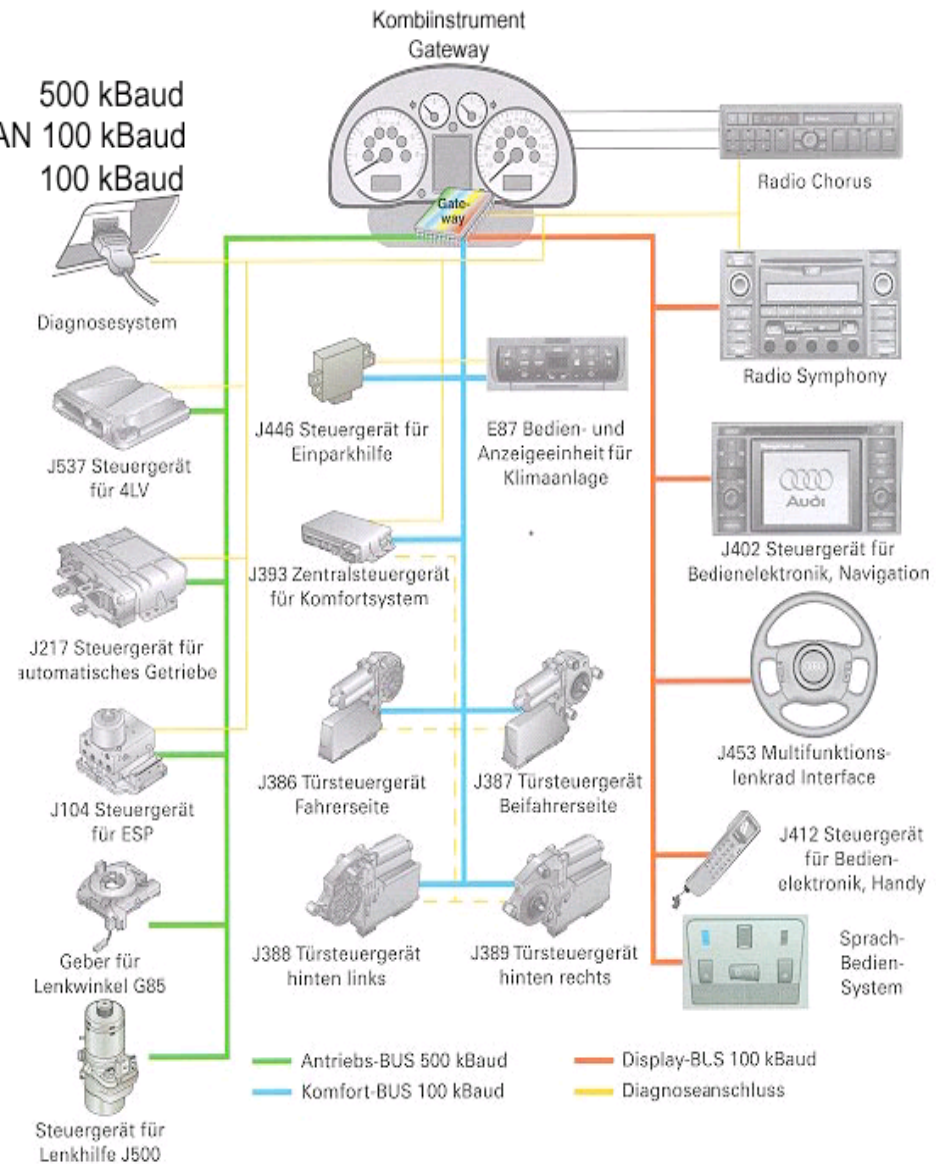 Kombiinstrument
Gateway
500 kBaud
AN 100 kBaud
100 kBaud
Gate-
way
Radio Chorus
Diagnosesystem
Radio Symphony
J537 Steuergerät
für 4LV
J446 Steuergerät für
Einparkhilfe
E87 Bedien- und
Anzeigeeinheit für
Klimaanlage
Audi
J402 Steuergerät für
Bedienelektronik, Navigation
J217 Steuergerät für
automatisches Getriebe
J393 Zentralsteuergerät
für Komfortsystem
J453 Multifunktions-
lenkrad Interface
J104 Steuergerät
für ESP
J386 Türsteuergerät
Fahrerseite
J387 Türsteuergerät
Beifahrerseite
J412 Steuergerät
für Bedien-
elektronik, Handy
Geber für
Lenkwinkel G85
J388 Türsteuergerät
hinten links
J389 Türsteuergerät
hinten rechts
Sprach-
Bedien-
System
Steuergerät für
Lenkhilfe J500
Antriebs-BUS 500 kBaud
Komfort-BUS 100 kBaud
Display-BUS 100 kBaud
Diagnoseanschluss